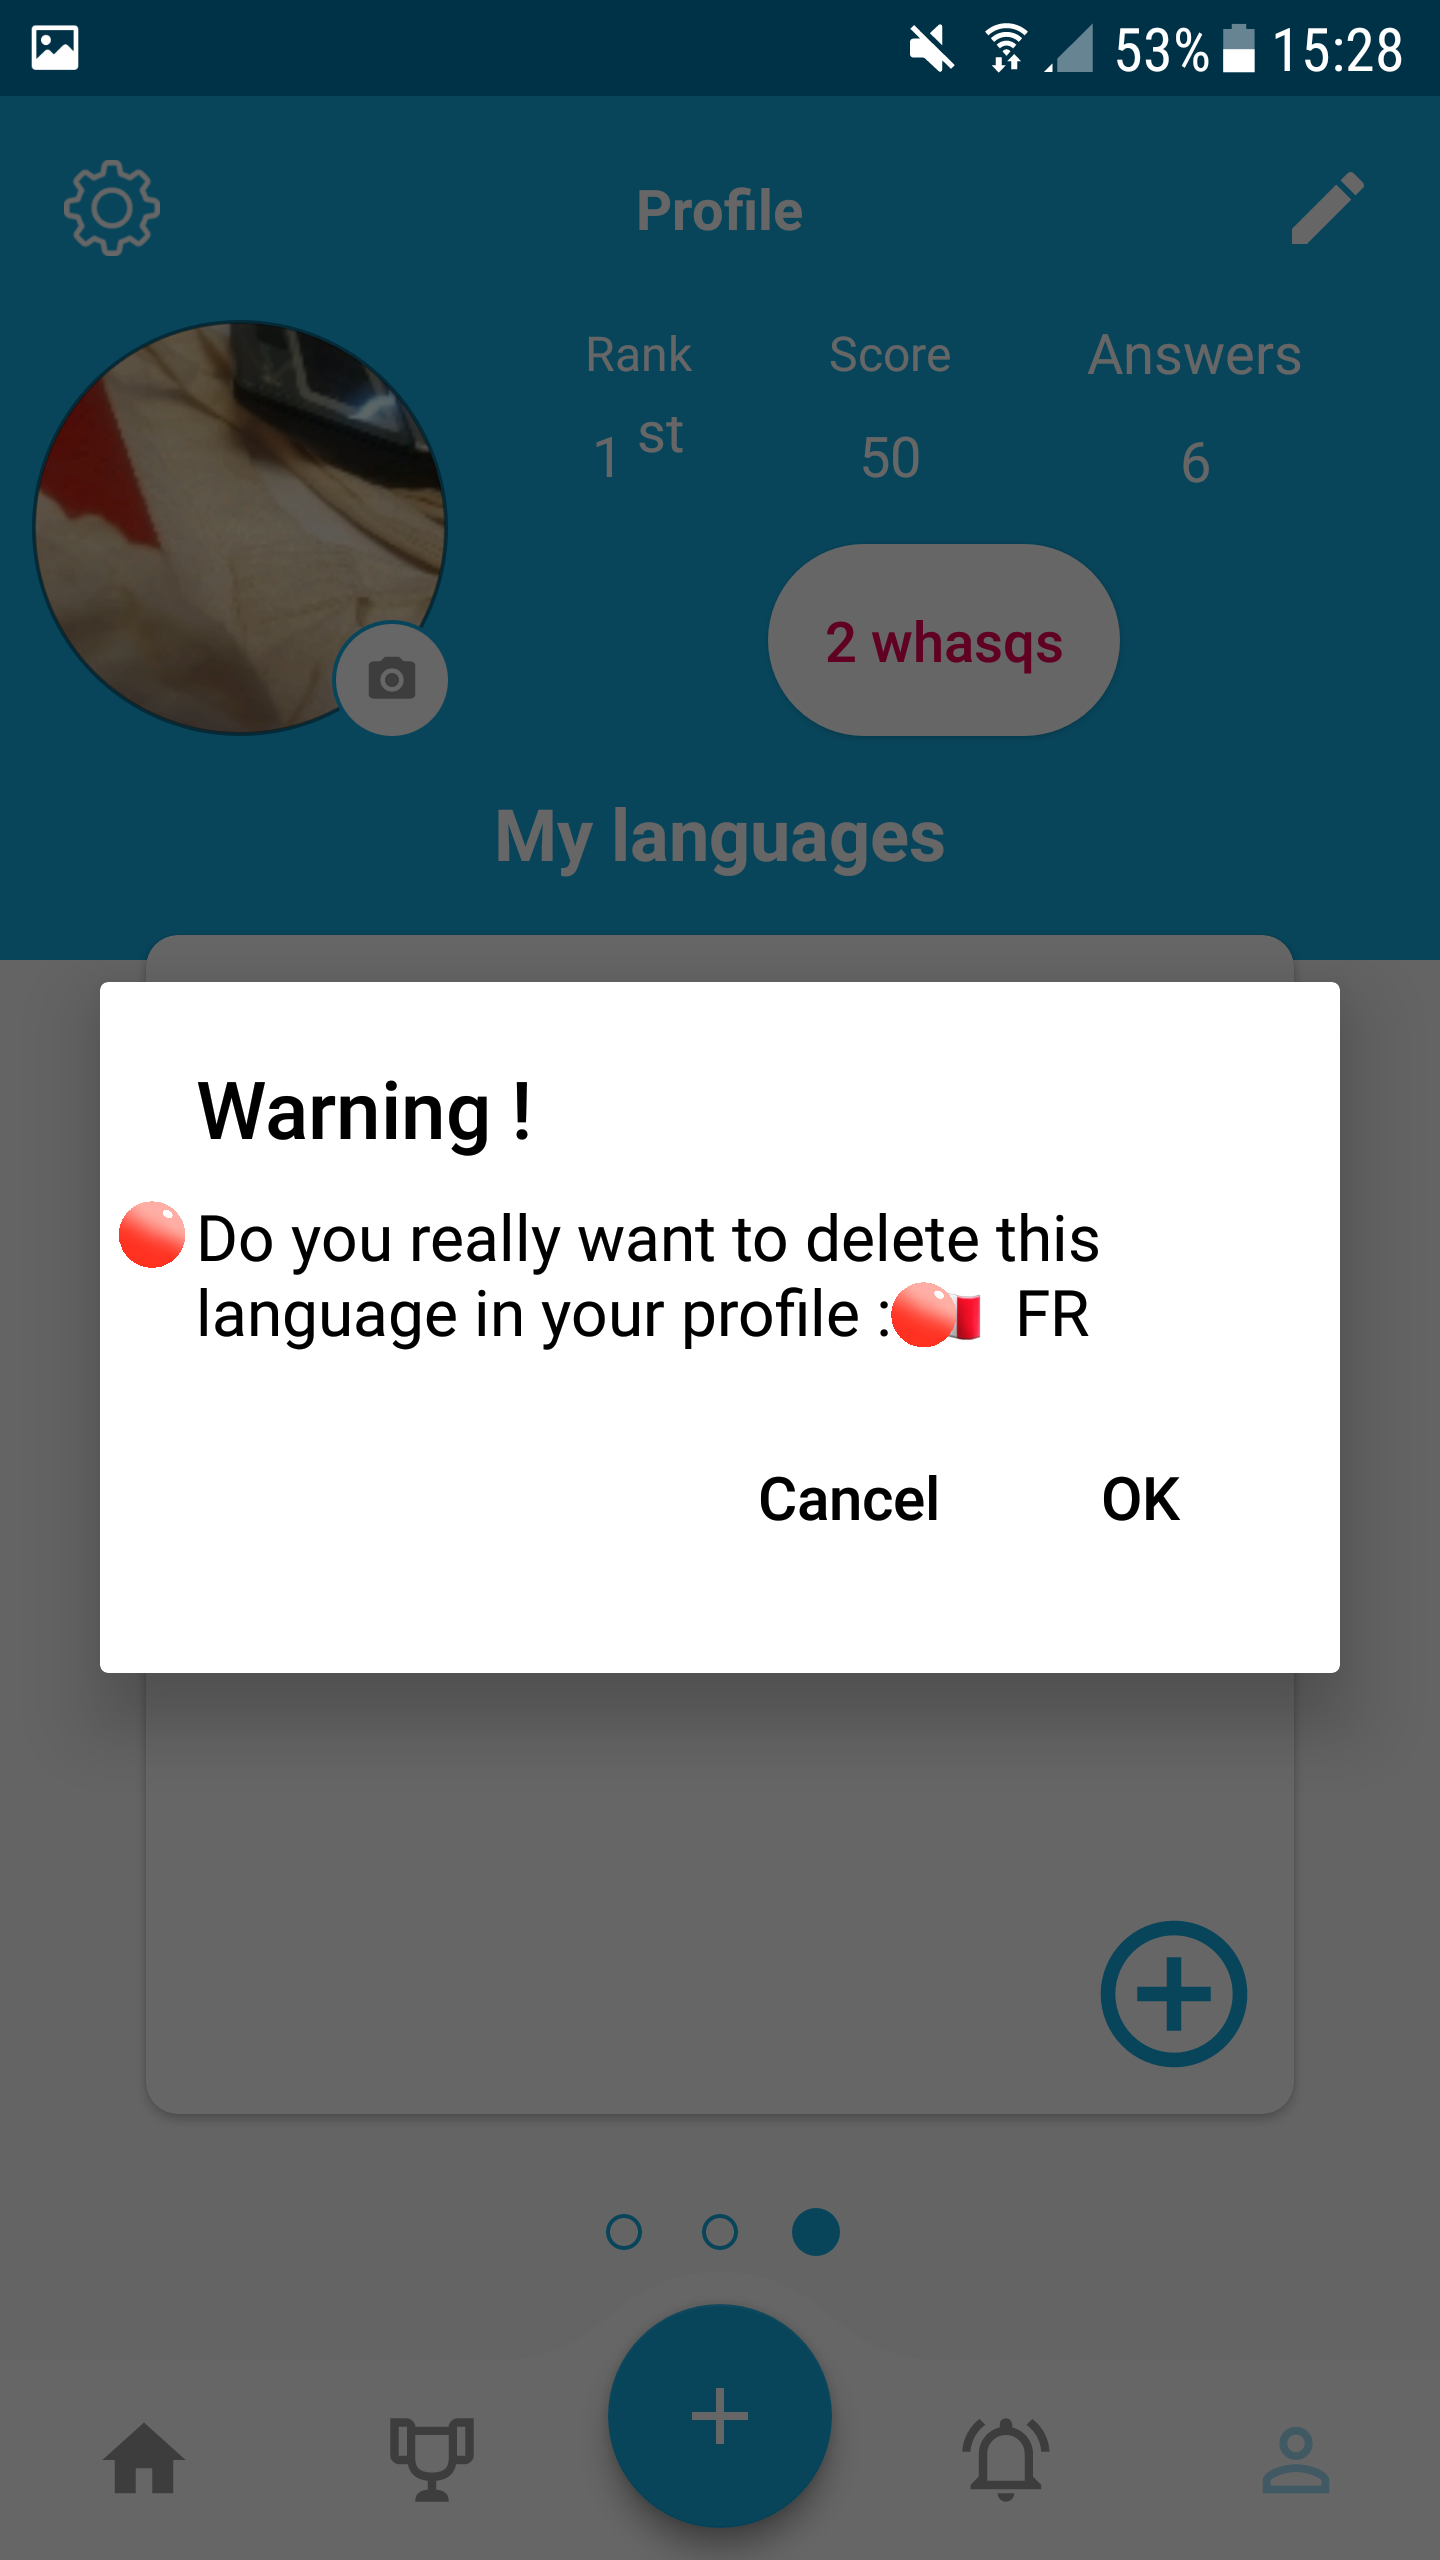 53% 15:28
Profile
Rank Score Answers
1 st 50 6
2 whasqs
My languages
Warning !
Do you really want to delete this
language in your profile : FR
Cancel OK